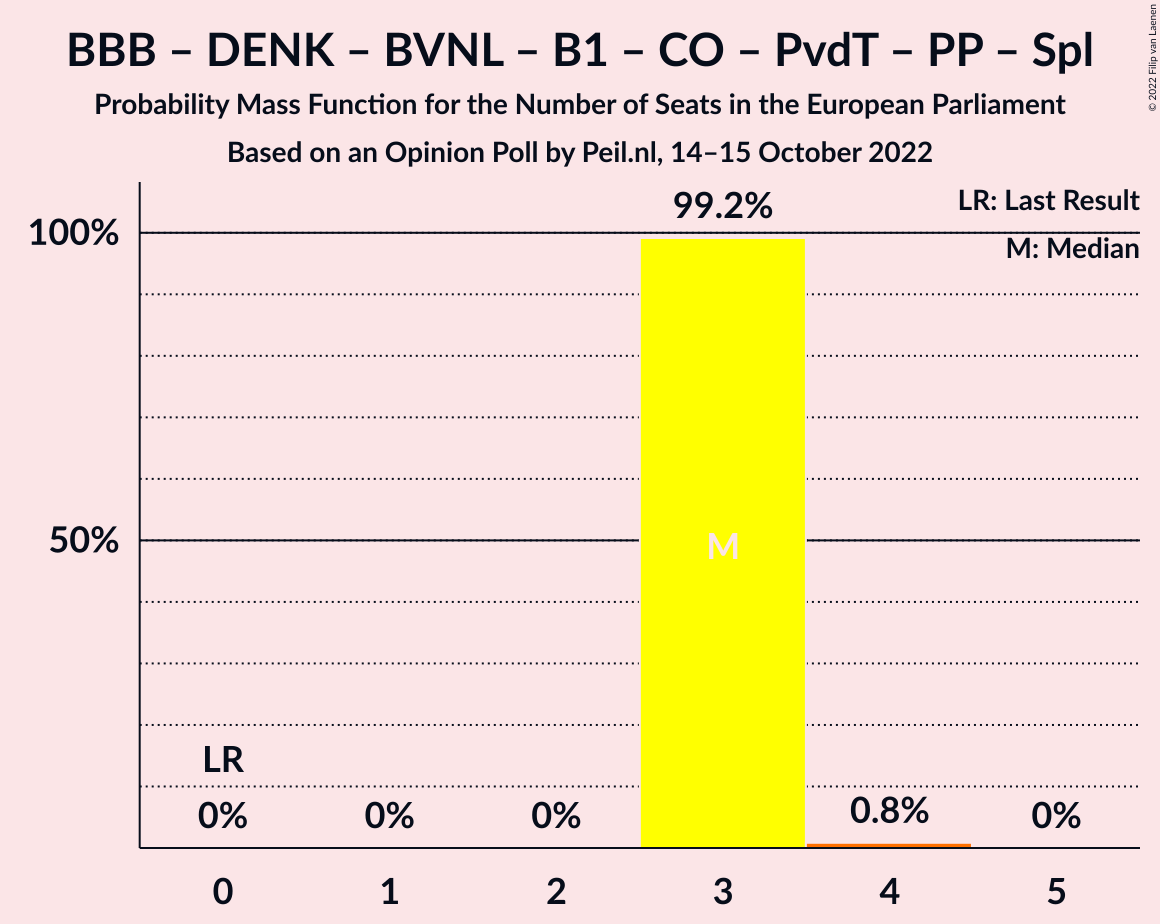 BBB – DENK – BVNL – B1 – CO – PvdT – PP – Spl
Probability Mass Function for the Number of Seats in the European Parliament
Based on an Opinion Poll by Peil.nl, 14–15 October 2022
© 2022 Filip van Laenen
LR: Last Result
M: Median
99.2%
100%
50%
M
LR
0%
0%
0%
0.8%
0%
0
1
2
3
4
5